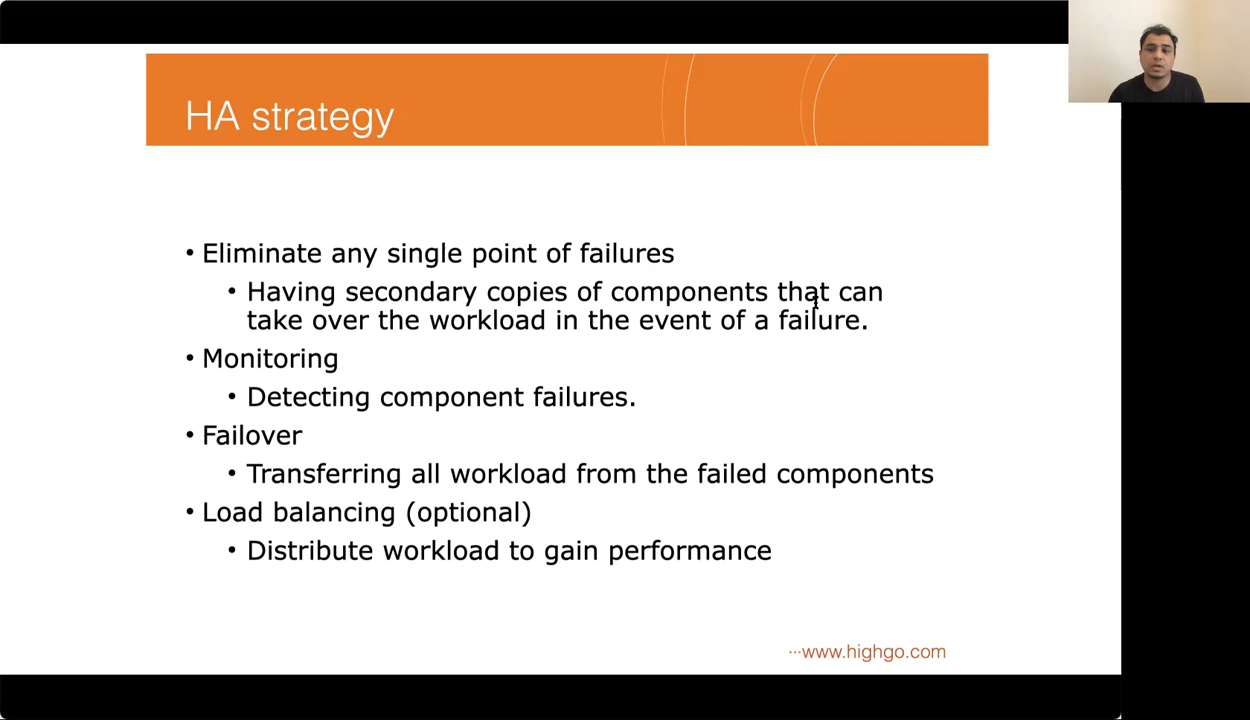 HA strategy
• Eliminate any single point of failures
• Having secondary copies of components that can
take over the workload in the event of a failure.
• Monitoring
• Detecting component failures.
• Failover
• Transferring all workload from the failed components
• Load balancing (optional)
• Distribute workload to gain performance
···www.highgo.com